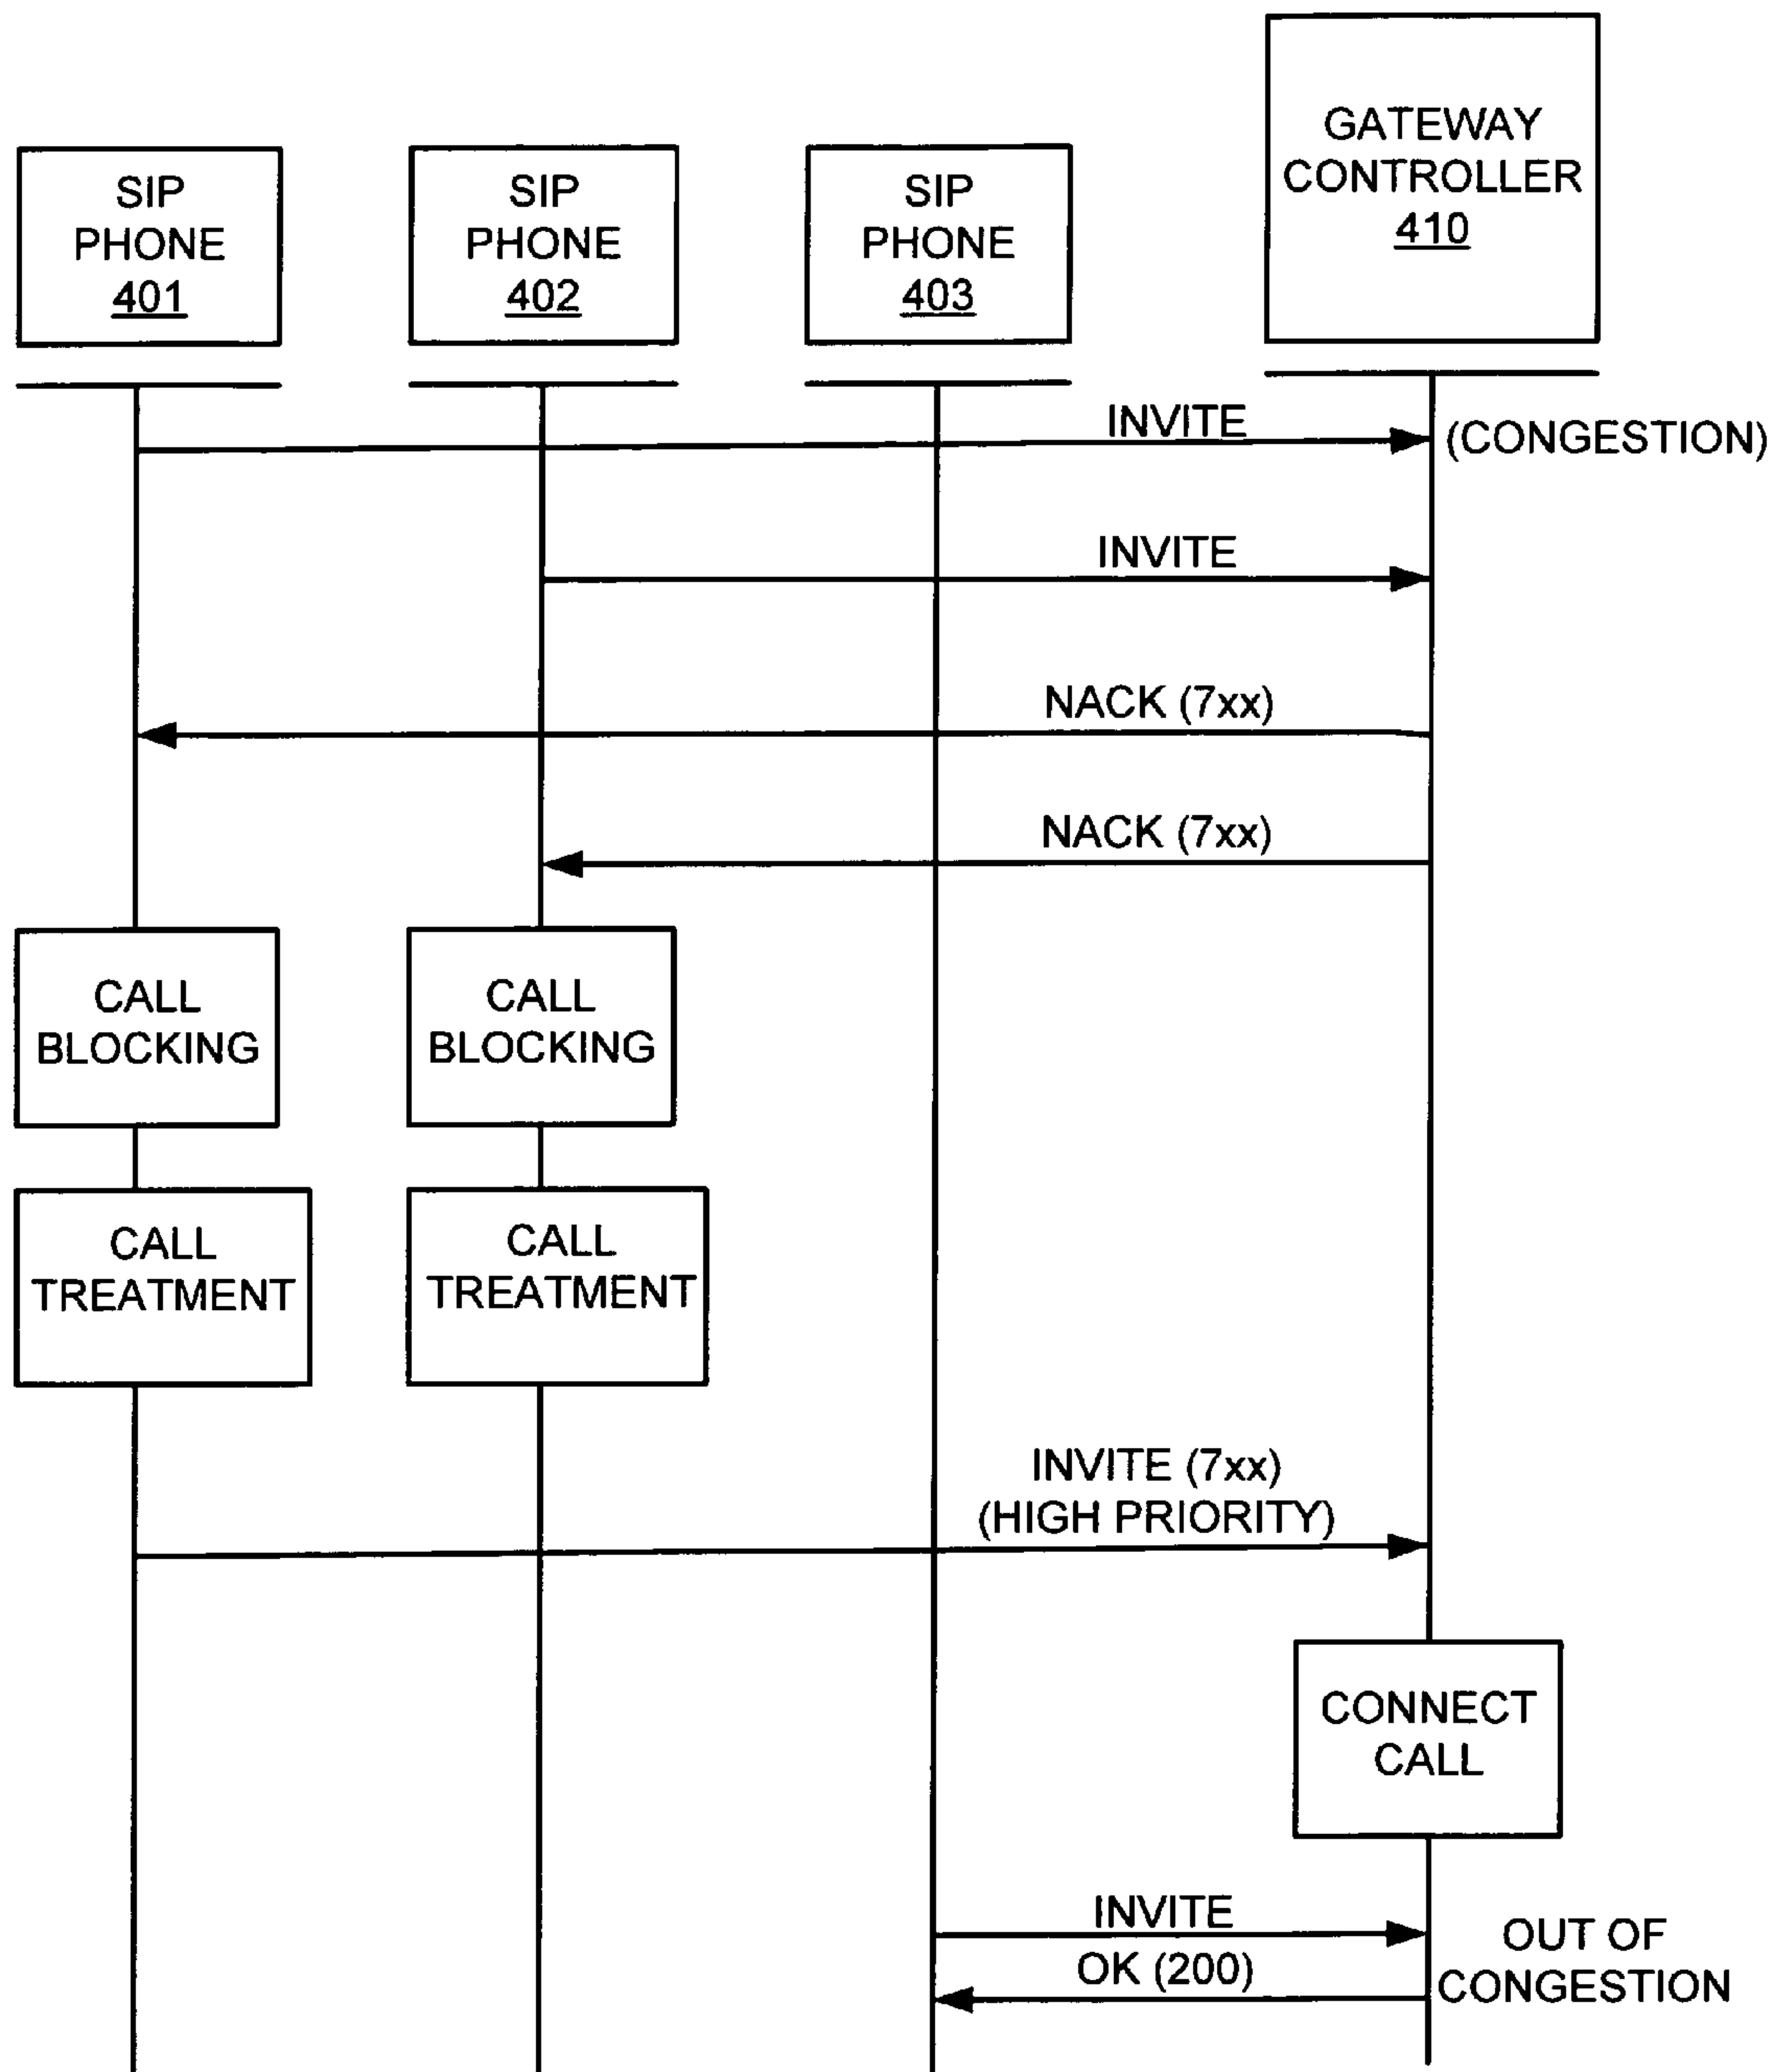 SIP
PHONE
401
SIP
PHONE
402
SIP
PHONE
403
GATEWAY
CONTROLLER
410
INVITE
(CONGESTION)
INVITE
NACK (7xx)
NACK (7xx)
CALL
BLOCKING
CALL
BLOCKING
CALL
TREATMENT
CALL
TREATMENT
INVITE (7xx)
(HIGH PRIORITY)
CONNECT
CALL
INVITE
OK (200)
OUT OF
CONGESTION